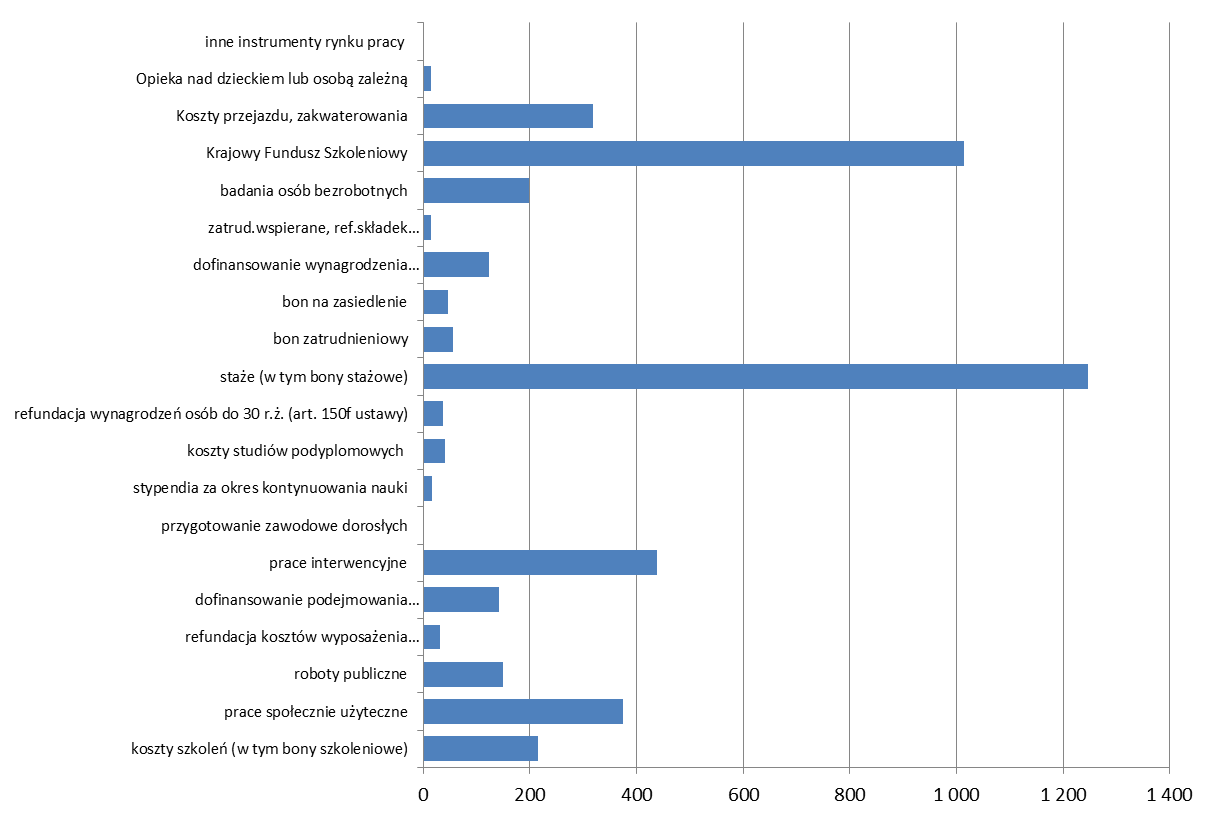 inne instrumenty rynku pracy
Opieka nad dzieckiem lub osobą zależną
Koszty przejazdu, zakwaterowania
Krajowy Fundusz Szkoleniowy
badania osób bezrobotnych
zatrud.wspierane, ref.składek…
dofinansowanie wynagrodzenia…
bon na zasiedlenie
bon zatrudnieniowy
staże (w tym bony stażowe)
refundacja wynagrodzeń osób do 30 r.ż. (art. 150f ustawy)
koszty studiów podyplomowych
stypendia za okres kontynuowania nauki
przygotowanie zawodowe dorosłych
prace interwencyjne
dofinansowanie podejmowania…
refundacja kosztów wyposażenia…
roboty publiczne
prace społecznie użyteczne
koszty szkoleń (w tym bony szkoleniowe)
0 200 400 600 800 1 000 1 200 1 400